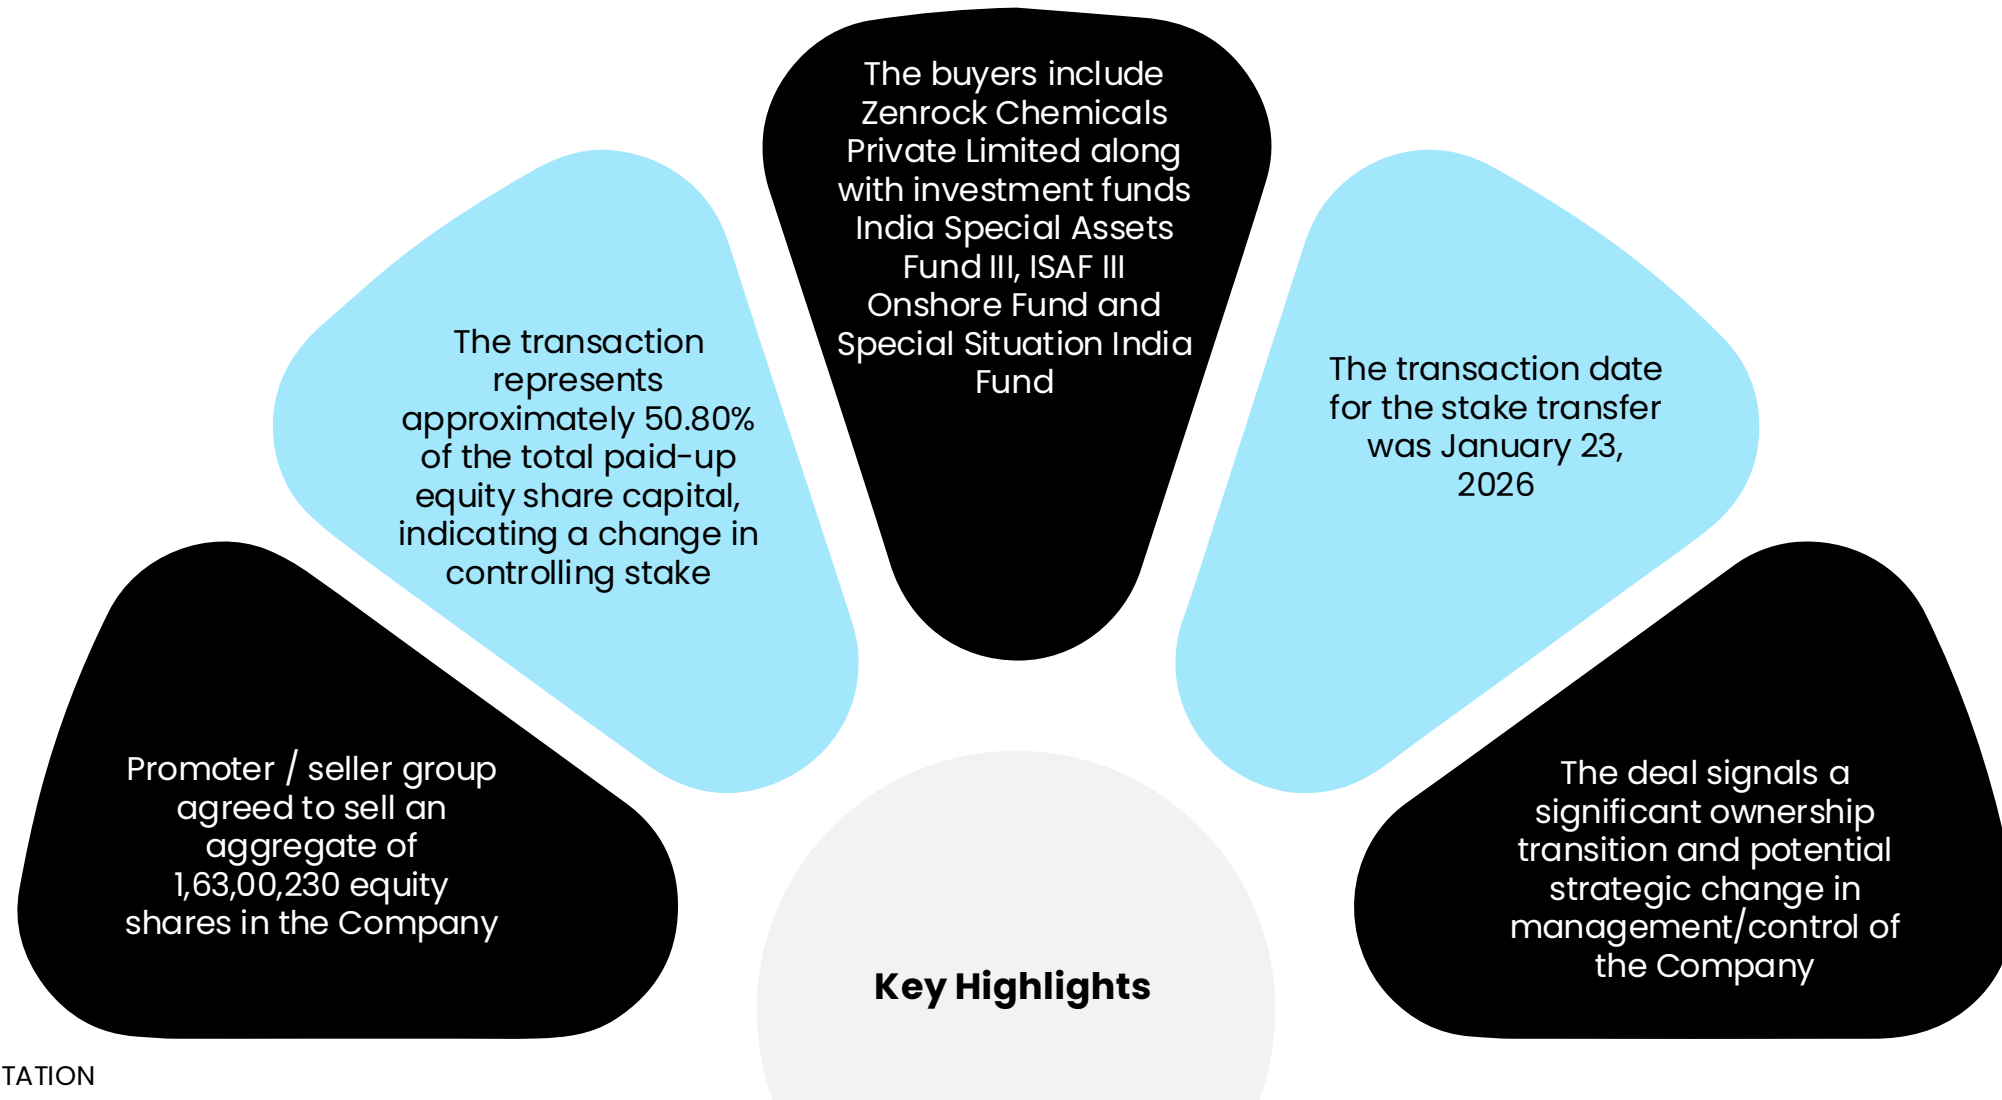 Promoter / seller group
agreed to sell an
aggregate of
1,63,00,230 equity
shares in the Company
The transaction
represents
approximately 50.80%
of the total paid-up
equity share capital,
indicating a change in
controlling stake
The buyers include
Zenrock Chemicals
Private Limited along
with investment funds
India Special Assets
Fund III, ISAF III
Onshore Fund and
Special Situation India
Fund
The transaction date
for the stake transfer
was January 23,
2026
The deal signals a
significant ownership
transition and potential
strategic change in
management/control of
the Company
Key Highlights
TATION